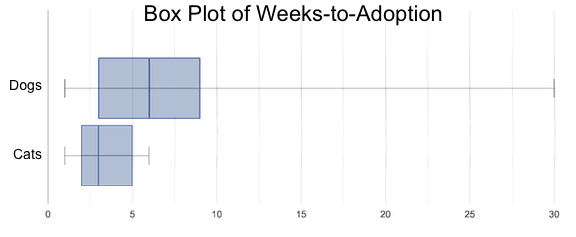 Box Plot of Weeks-to-Adoption
Dogs
Cats
0 5 10 15 20 25 30